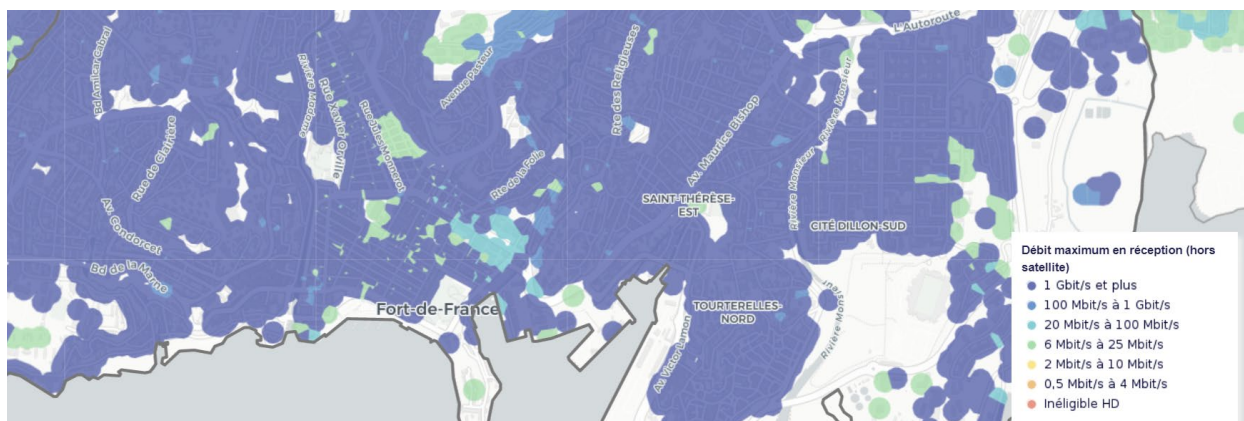 L'Autoroute
Bd Amilcar Cabral
Rivière Madame
Rue Xavier Orville
Rue Jules Monnerot
Avenue Pasteur
Rte des Religieuses
Rivière Monsieur
Av. Maurice Bishop
Rue de Clairière
Rte de la Folie
Rivière Monsieur
SAINT-THÉRÈSE-
EST
CITÉ DILLON-SUD
Av. Condorcet
Bd de la Marne
Fort-de-France
TOURTERELLES-
NORD
Av. Victor Lamon
Rivière Mons
ieur
Débit maximum en réception (hors
satellite)
1 Gbit/s et plus
100 Mbit/s à 1 Gbit/s
20 Mbit/s à 100 Mbit/s
6 Mbit/s à 25 Mbit/s
2 Mbit/s à 10 Mbit/s
0,5 Mbit/s à 4 Mbit/s
Inéligible HD